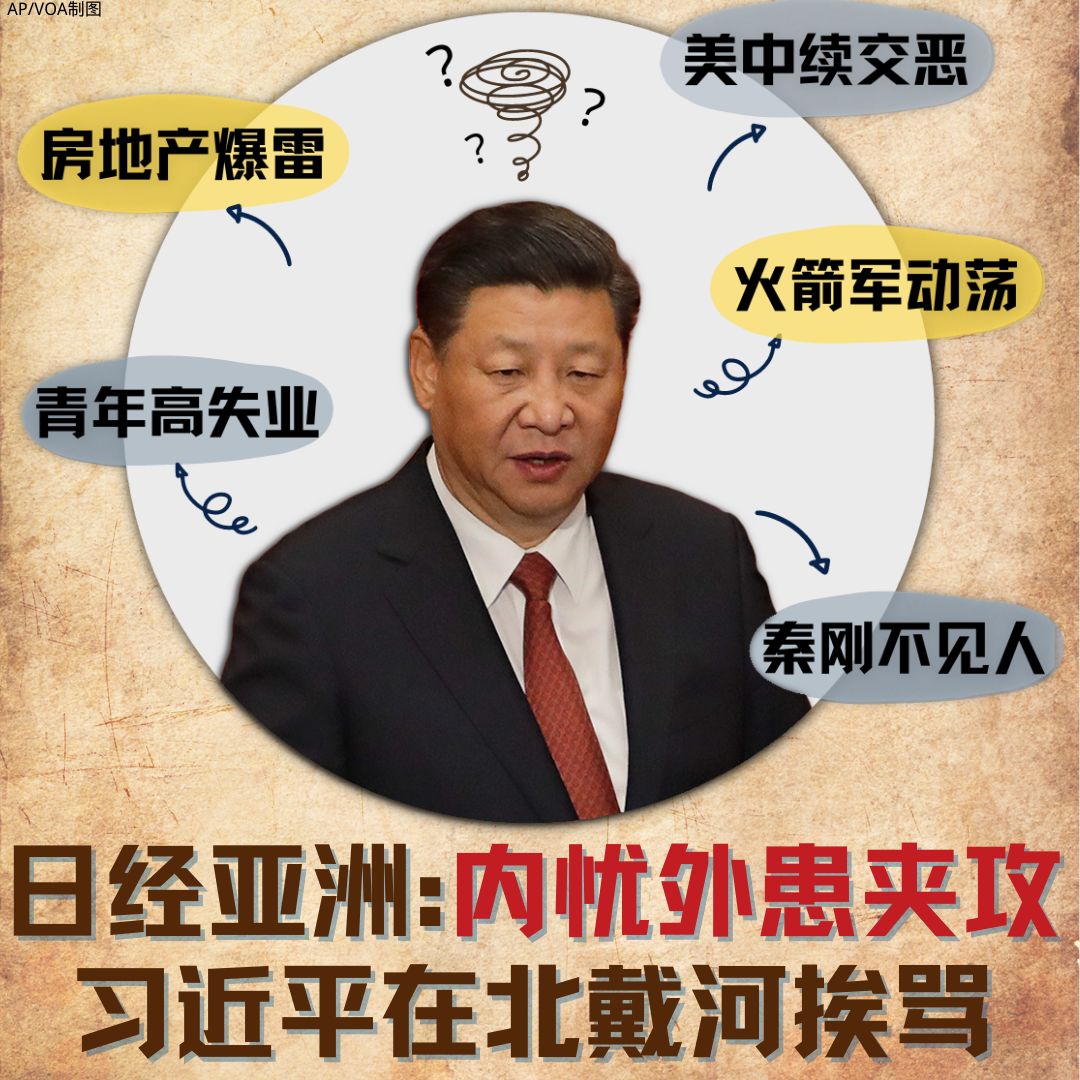 AP/VOA制图
美中续交恶
房地产爆雷
火箭军动荡
青年高失业
秦刚不见人
日经亚洲:内忧外患夹攻
习近平在北戴河挨骂